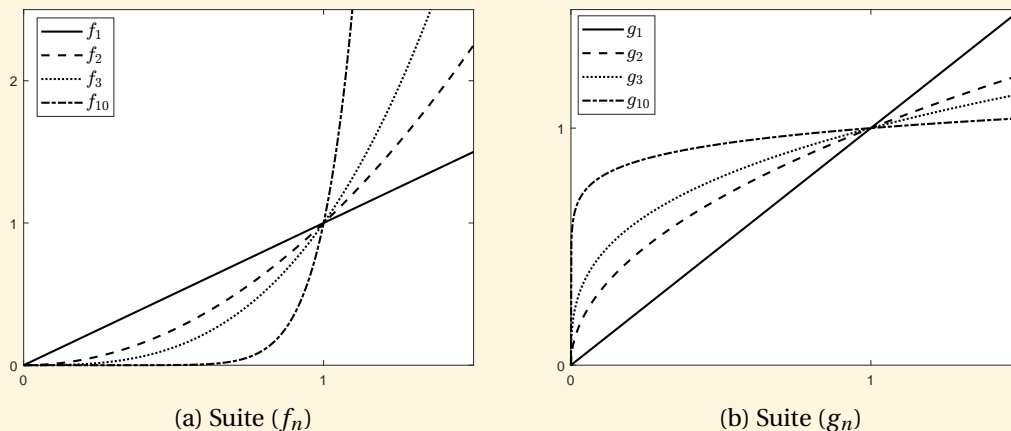 f₁
f₂
f₃
f₁₀
2
1
0
0
1
(a) Suite (fₙ)
g₁
g₂
g₃
g₁₀
1
0
0
1
(b) Suite (gₙ)